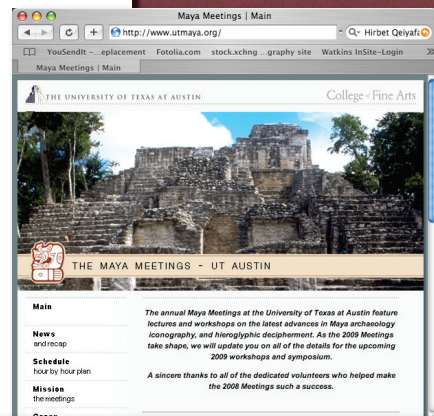 Maya Meetings | Main
http://www.utmaya.org/
Hirbet Qeiyafa
YouSendIt - ...eplacement Fotolia.com stock.xchng ...graphy site Watkins InSite-Login
Maya Meetings | Main
THE UNIVERSITY OF TEXAS AT AUSTIN
College of Fine Arts
THE MAYA MEETINGS - UT AUSTIN
Main
News
and recap
Schedule
hour by hour plan
Mission
the meetings
The annual Maya Meetings at the University of Texas at Austin feature
lectures and workshops on the latest advances in Maya archaeology
iconography, and hieroglyphic decipherment. As the 2009 Meetings
take shape, we will update you on all of the details for the upcoming
2009 workshops and symposium.
A sincere thanks to all of the dedicated volunteers who helped make
the 2008 Meetings such a success.